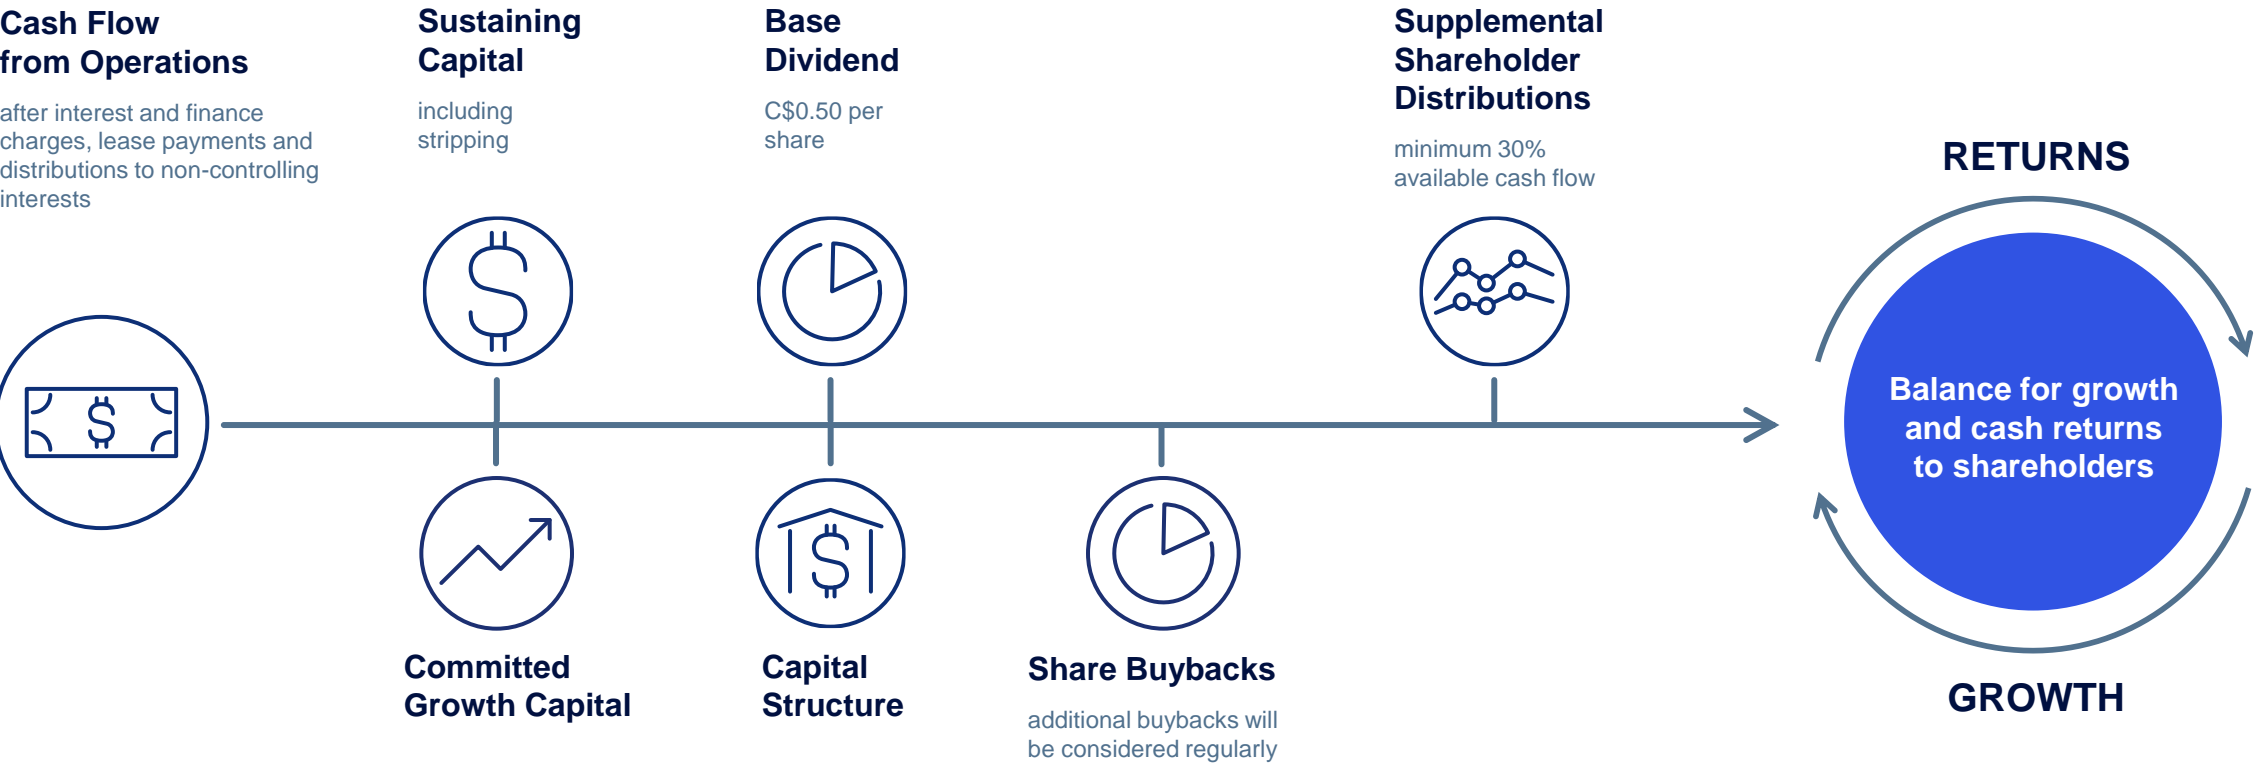 Cash Flow
from Operations
after interest and finance
charges, lease payments and
distributions to non-controlling
interests
Sustaining
Capital
including
stripping
Base
Dividend
C$0.50 per
share
Supplemental
Shareholder
Distributions
minimum 30%
available cash flow
Committed
Growth Capital
Capital
Structure
Share Buybacks
additional buybacks will
be considered regularly
RETURNS
Balance for growth
and cash returns
to shareholders
GROWTH